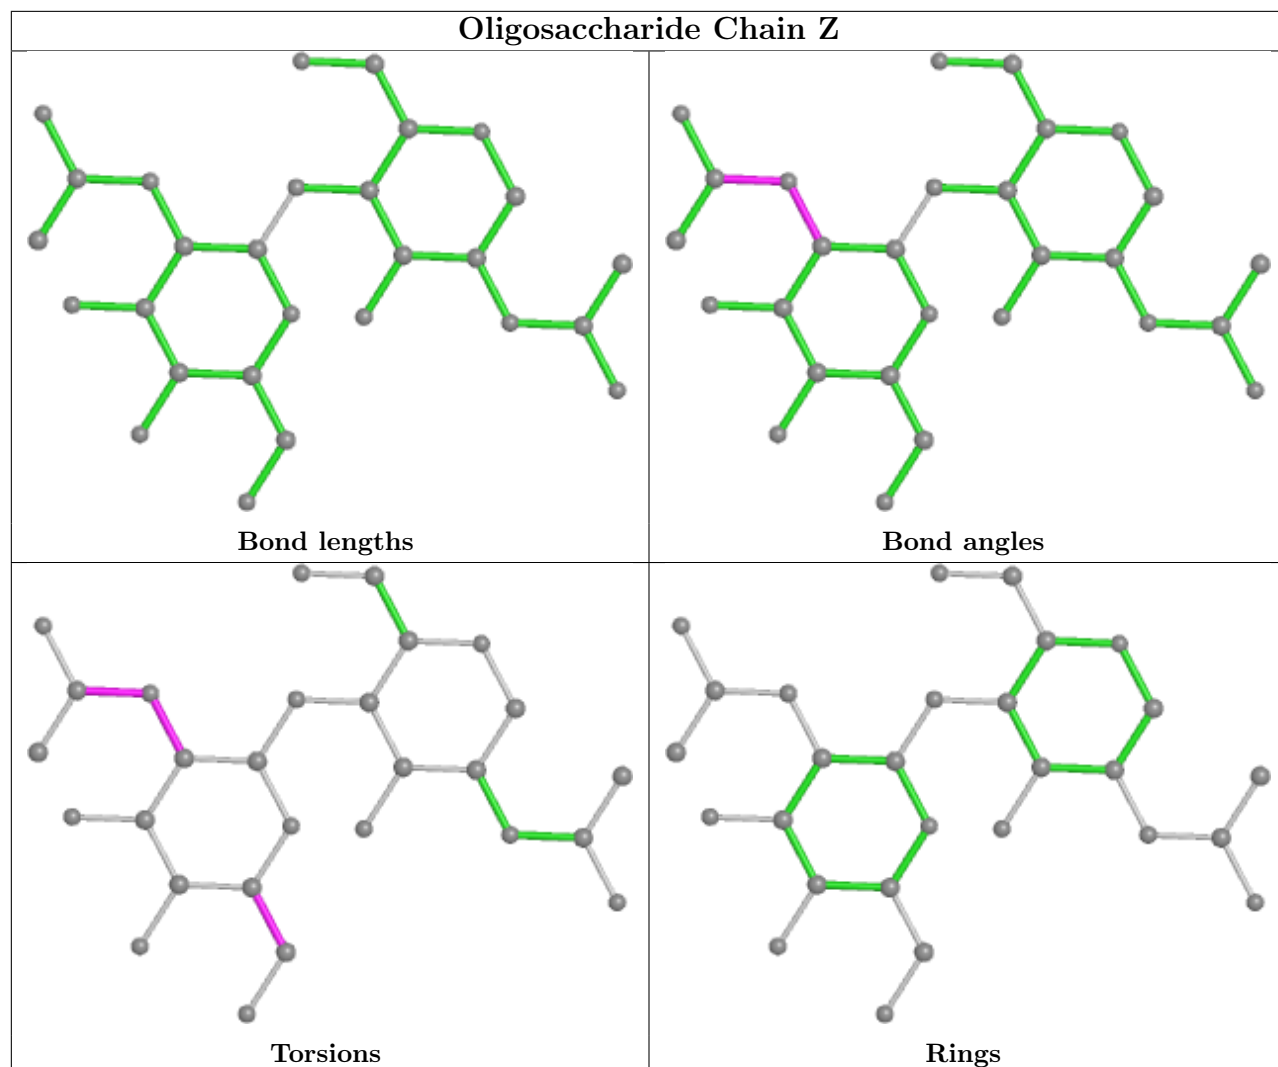 Oligosaccharide Chain Z
Bond lengths
Bond angles
Torsions
Rings